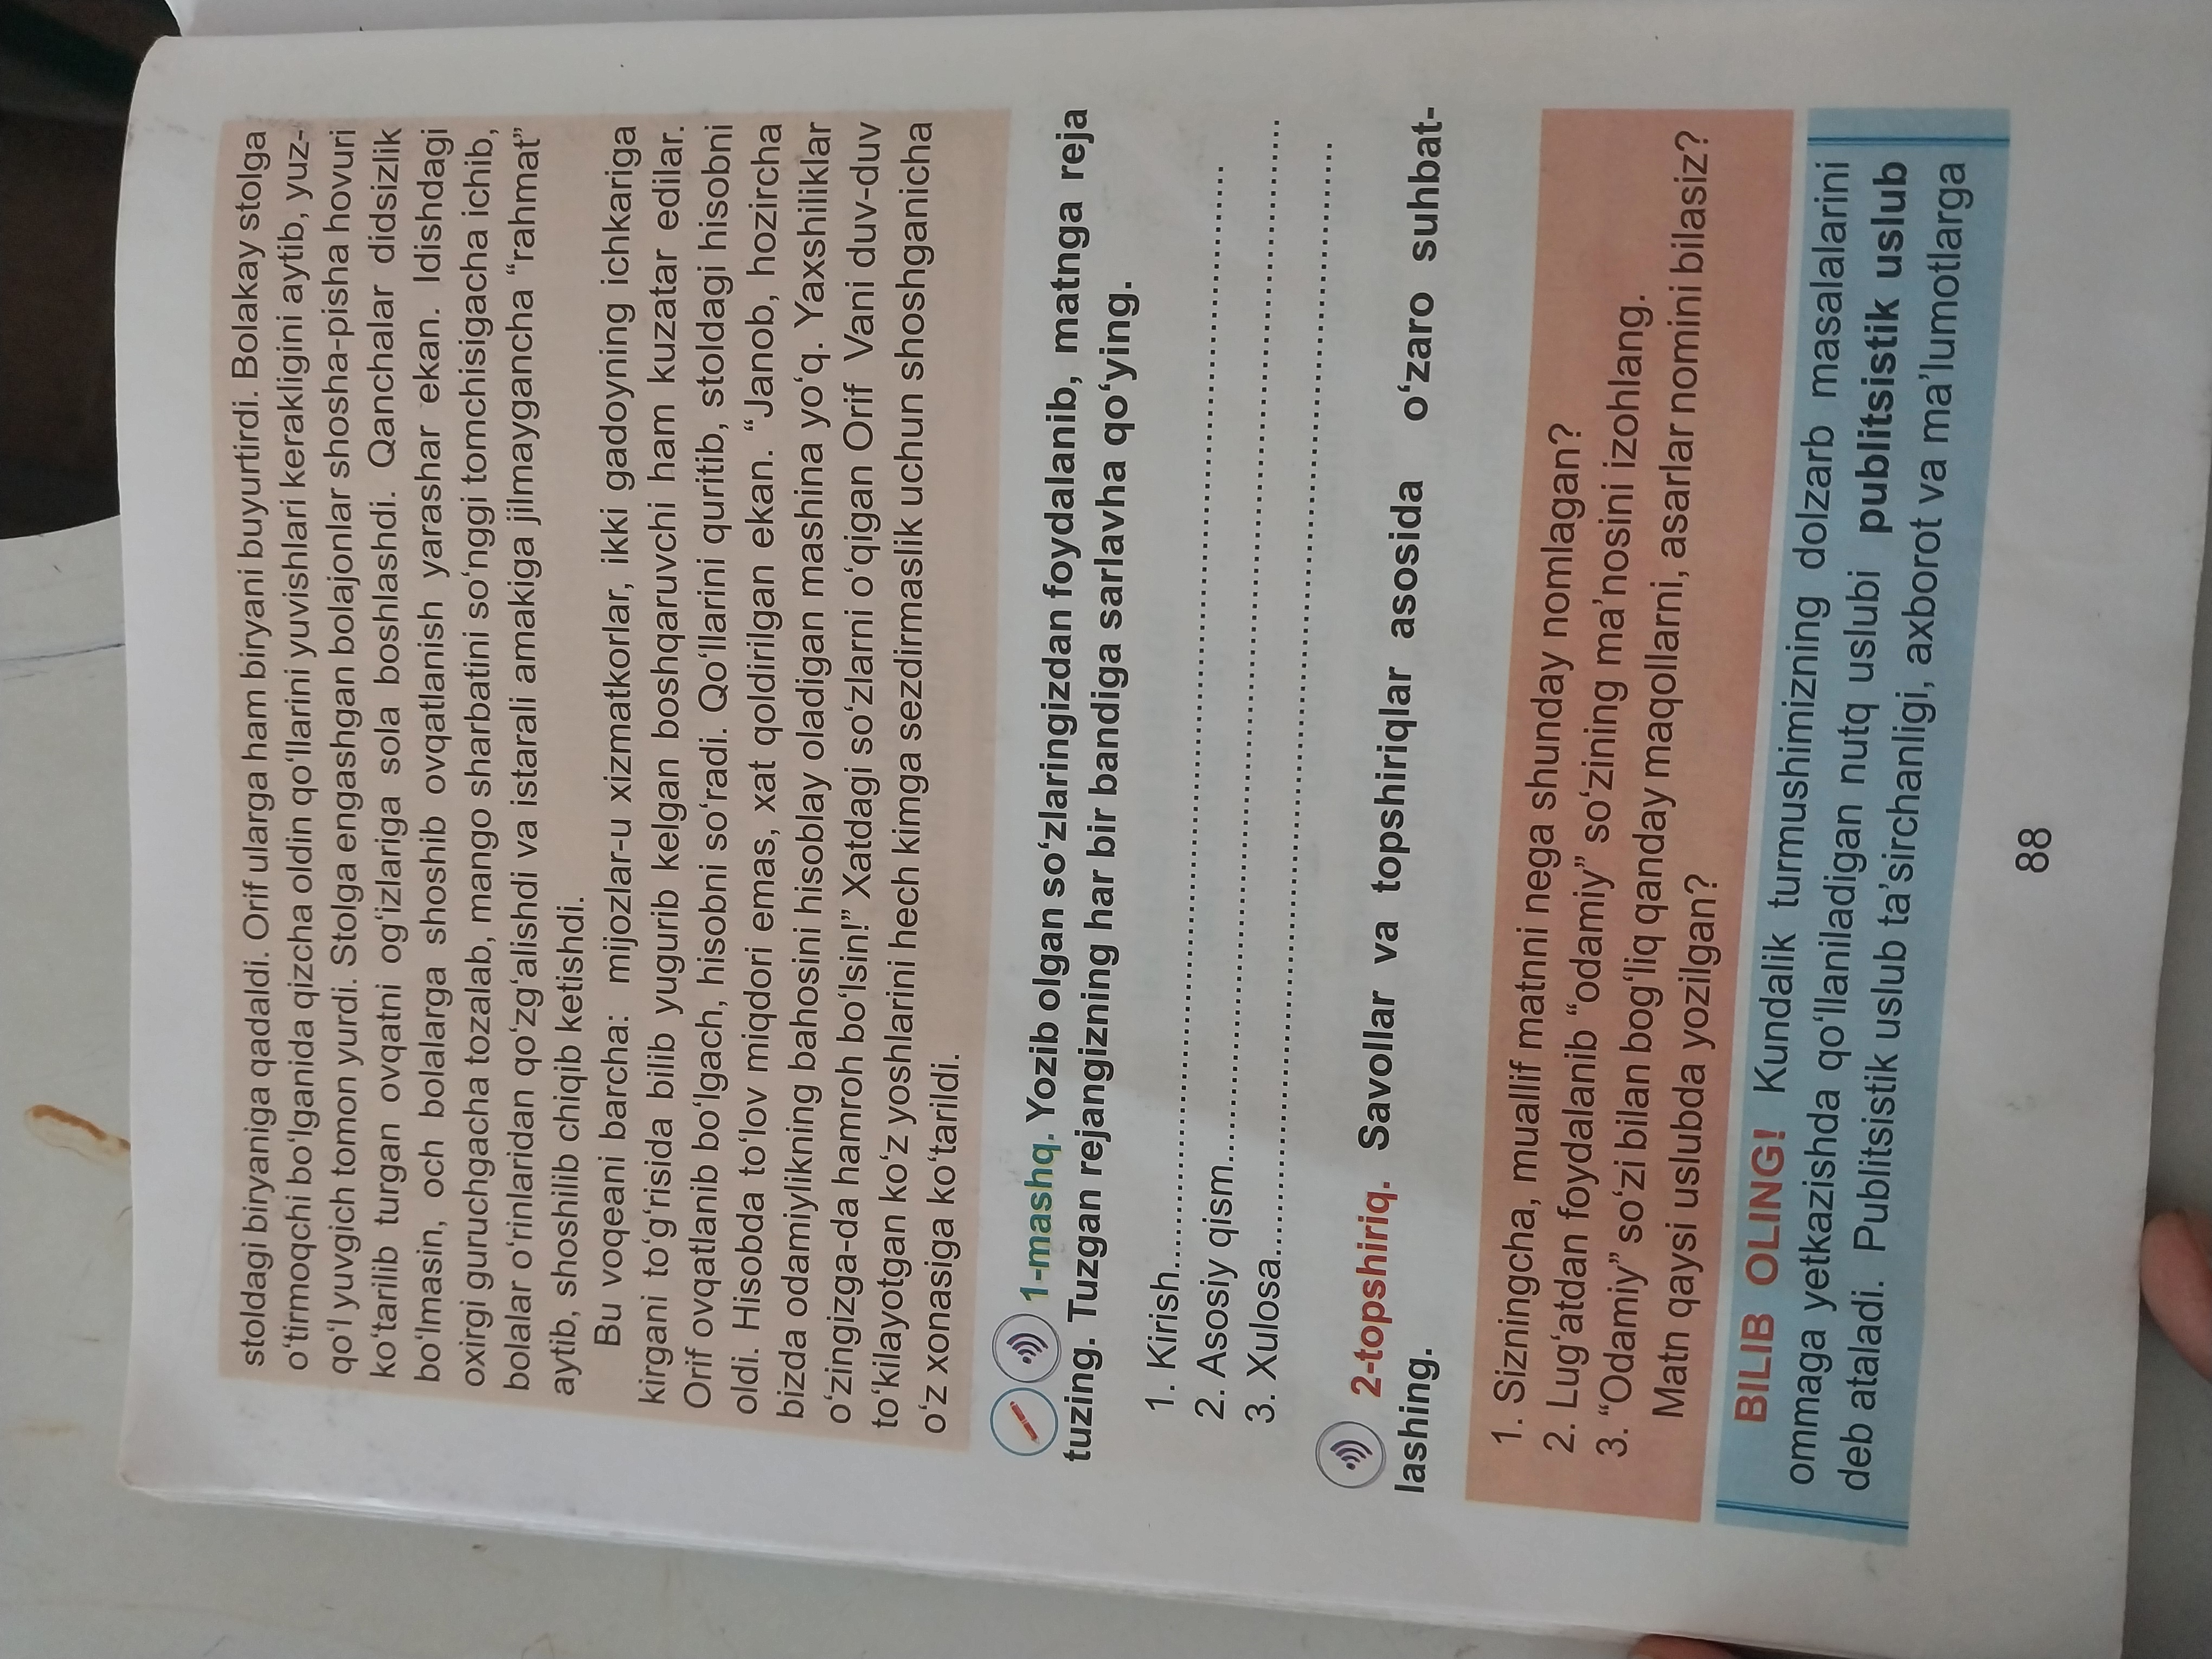 stoldagi biryaniga qadaldi. Orif ularga ham biryani buyurtirdi. Bolakay stolga
o‘tirmoqchi bo‘lganida qizcha oldin qo‘llarini yuvishlari kerakligini aytib, yuz-
qo‘l yuvgich tomon yurdi. Stolga engashgan bolajonlar shosha-pisha hovuri
ko‘tarilib turgan ovqatni og‘izlariga sola boshlashdi. Qanchalar didsizlik
bo‘lmasin, och bolalarga shoshib ovqatlanish yarashar ekan. Idishdagi
oxirgi guruchgacha tozalab, mango sharbatini so‘nggi tomchisigacha ichib,
bolalar o‘rinlaridan qo‘zg‘alishdi va istarali amakiga jilmaygancha “rahmat”
aytib, shoshilib chiqib ketishdi.
Bu voqeani barcha: mijozlar-u xizmatkorlar, ikki gadoyning ichkariga
kirgani to‘g‘risida bilib yugurib kelgan boshqaruvchi ham kuzatar edilar.
Orif ovqatlanib bo‘lgach, hisobni so‘radi. Qo‘llarini quritib, stoldagi hisobni
oldi. Hisobda to‘lov miqdori emas, xat qoldirilgan ekan. “Janob, hozircha
bizda odamiylikning bahosini hisoblay oladigan mashina yo‘q. Yaxshiliklar
o‘zingizga-da hamroh bo‘lsin!” Xatdagi so‘zlarni o‘qigan Orif Vani duv-duv
to‘kilayotgan ko‘z yoshlarini hech kimga sezdirmaslik uchun shoshganicha
o‘z xonasiga ko‘tarildi.
1-mashq. Yozib olgan so‘zlaringizdan foydalanib, matnga reja
tuzing. Tuzgan rejangizning har bir bandiga sarlavha qo‘ying.
1. Kirish..........................................................................................
2. Asosiy qism..........................................................................................
3. Xulosa..........................................................................................
2-topshiriq. Savollar va topshiriqlar asosida o‘zaro suhbat-
lashing.
1. Sizningcha, muallif matnni nega shunday nomlagan?
2. Lug‘atdan foydalanib “odamiy” so‘zining ma’nosini izohlang.
3. “Odamiy” so‘zi bilan bog‘liq qanday maqollarni, asarlar nomini bilasiz?
Matn qaysi uslubda yozilgan?
BILIB OLING! Kundalik turmushimizning dolzarb masalalarini
ommaga yetkazishda qo‘llaniladigan nutq uslubi publitsistik uslub
deb ataladi. Publitsistik uslub ta’sirchanligi, axborot va ma’lumotlarga
88